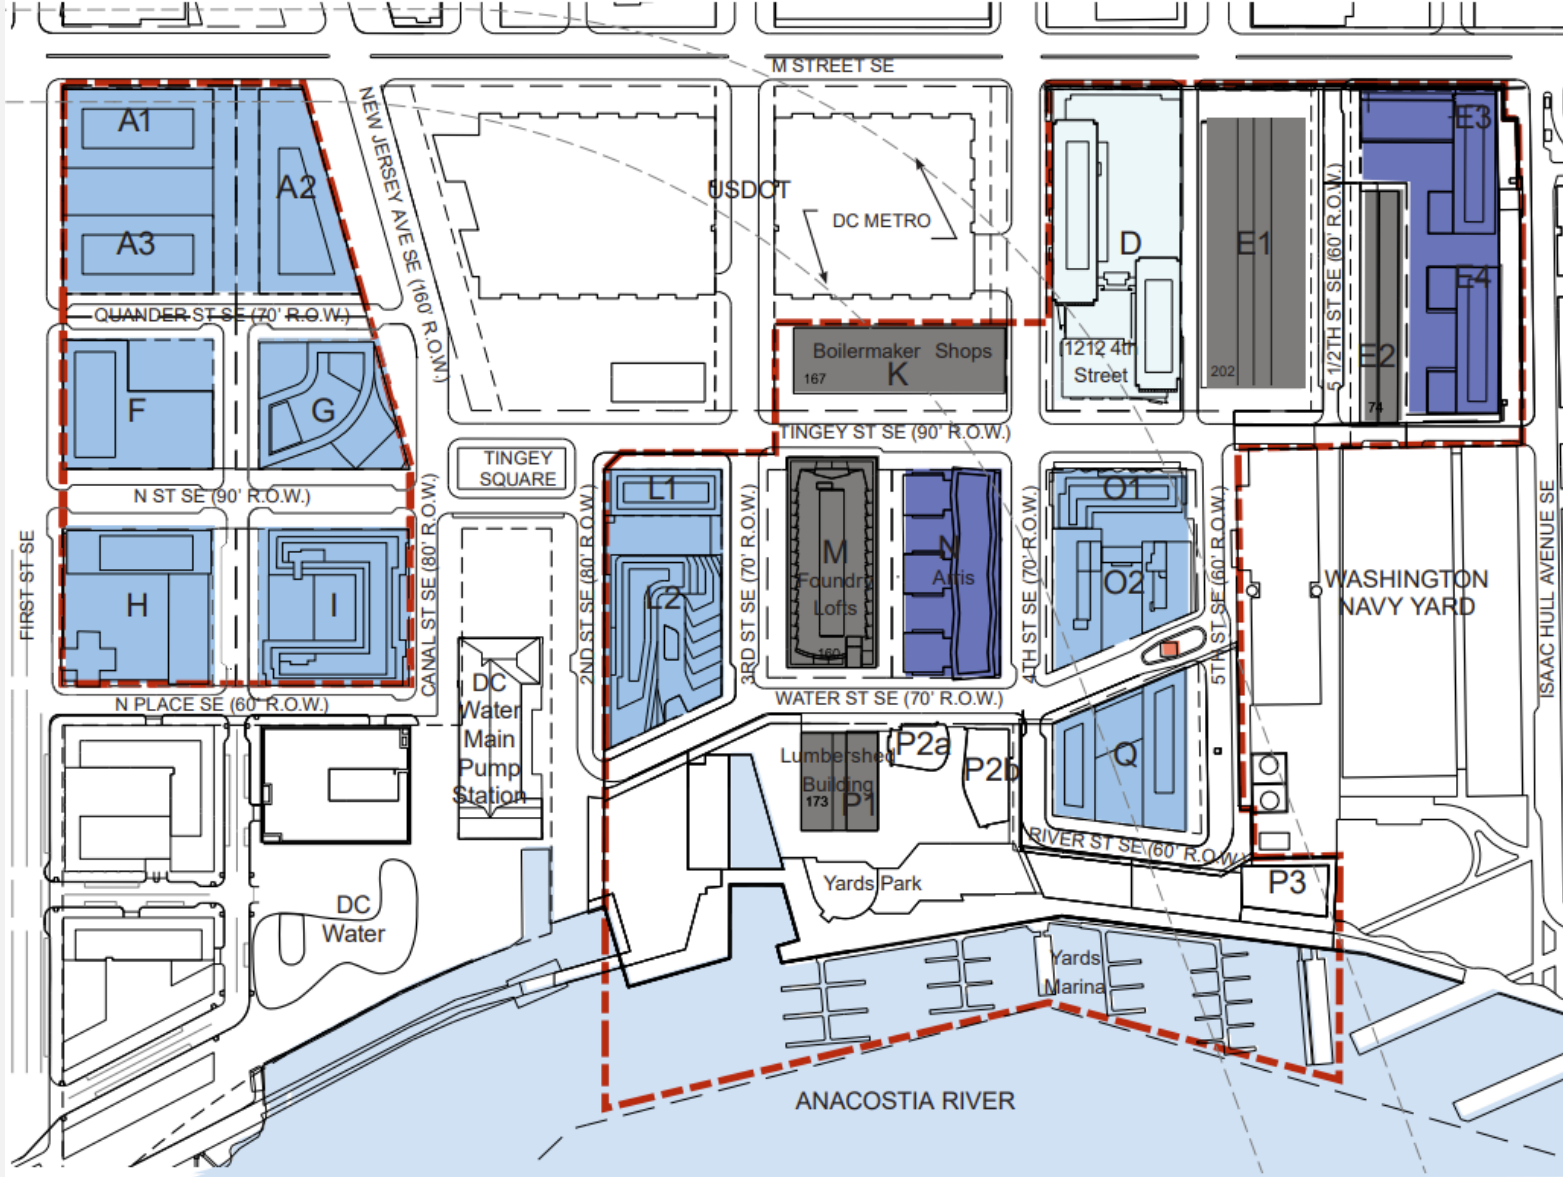 M STREET SE
A1
A2
A3
NEW JERSEY AVE SE (160' R.O.W.)
USDOT
DC METRO
D
1212 4th
Street
E1
202
5 1/2TH ST SE (60' R.O.W.)
E2
74
E3
E4
QUANDER ST SE (70' R.O.W.)
Boilermaker Shops
K
167
F
G
TINGEY ST SE (90' R.O.W.)
TINGEY
SQUARE
N ST SE (90' R.O.W.)
FIRST ST SE
H
I
CANAL ST SE (80' R.O.W.)
2ND ST SE (80' R.O.W.)
L1
L2
3RD ST SE (70' R.O.W.)
M
Foundry
Lofts
160
N
Arris
4TH ST SE (70' R.O.W.)
O1
O2
5TH ST SE (60' R.O.W.)
WASHINGTON
NAVY YARD
ISAAC HULL AVENUE SE
N PLACE SE (60' R.O.W.)
WATER ST SE (70' R.O.W.)
DC
Water
Main
Pump
Station
Lumbershed
Building
173
P1
P2a
P2b
Q
RIVER ST SE (60' R.O.W.)
P3
Yards Park
DC
Water
Yards
Marina
ANACOSTIA RIVER